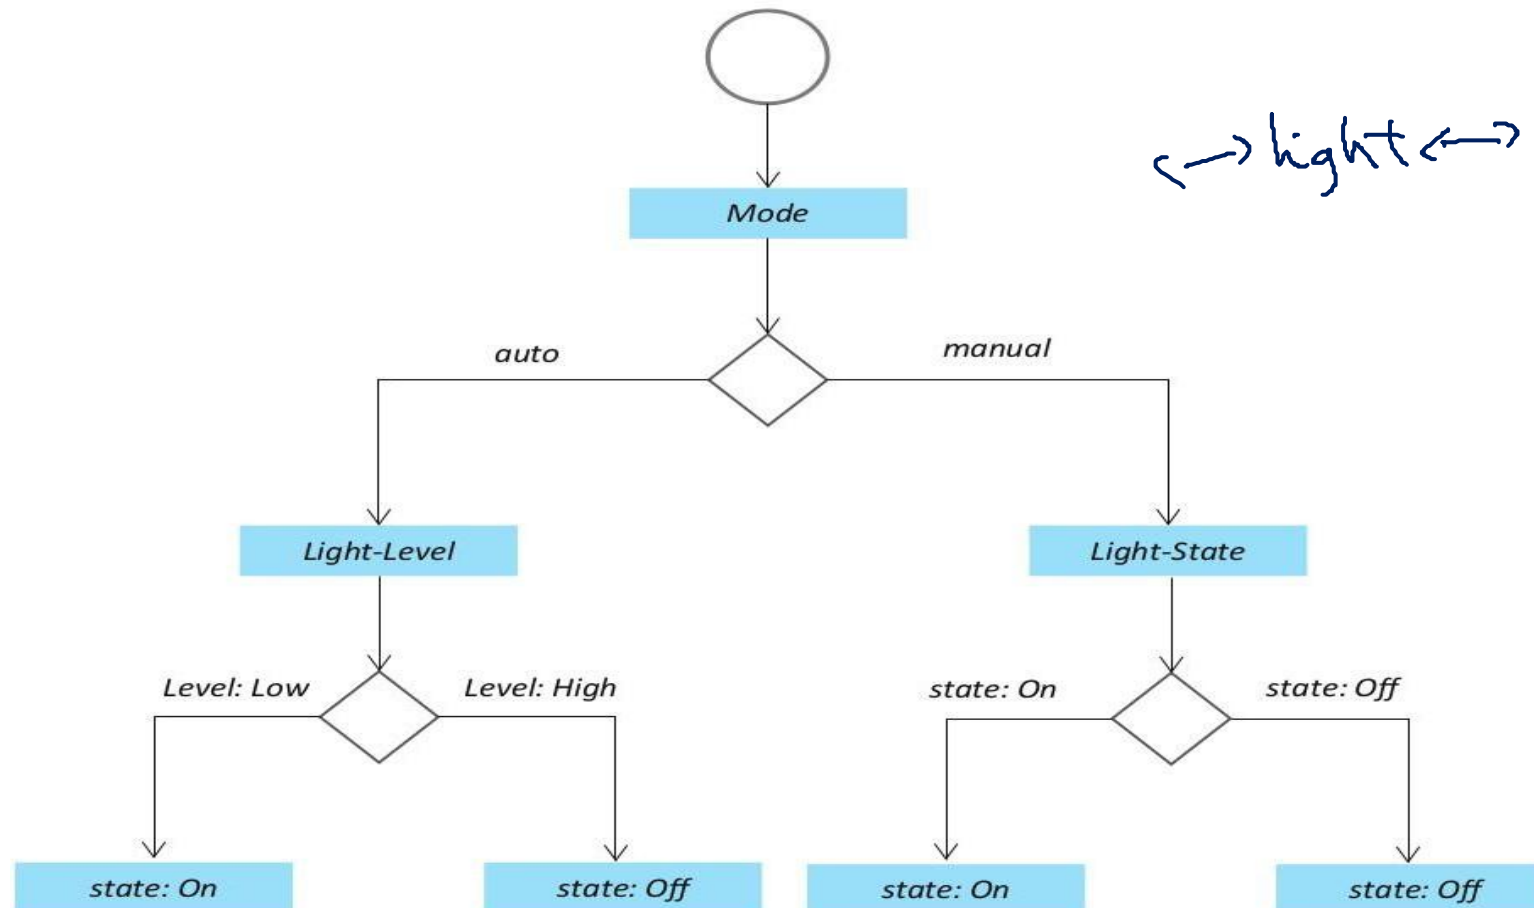 light
Mode
auto
manual
Light-Level
Light-State
Level: Low
Level: High
state: On
state: Off
state: On
state: Off
state: On
state: Off